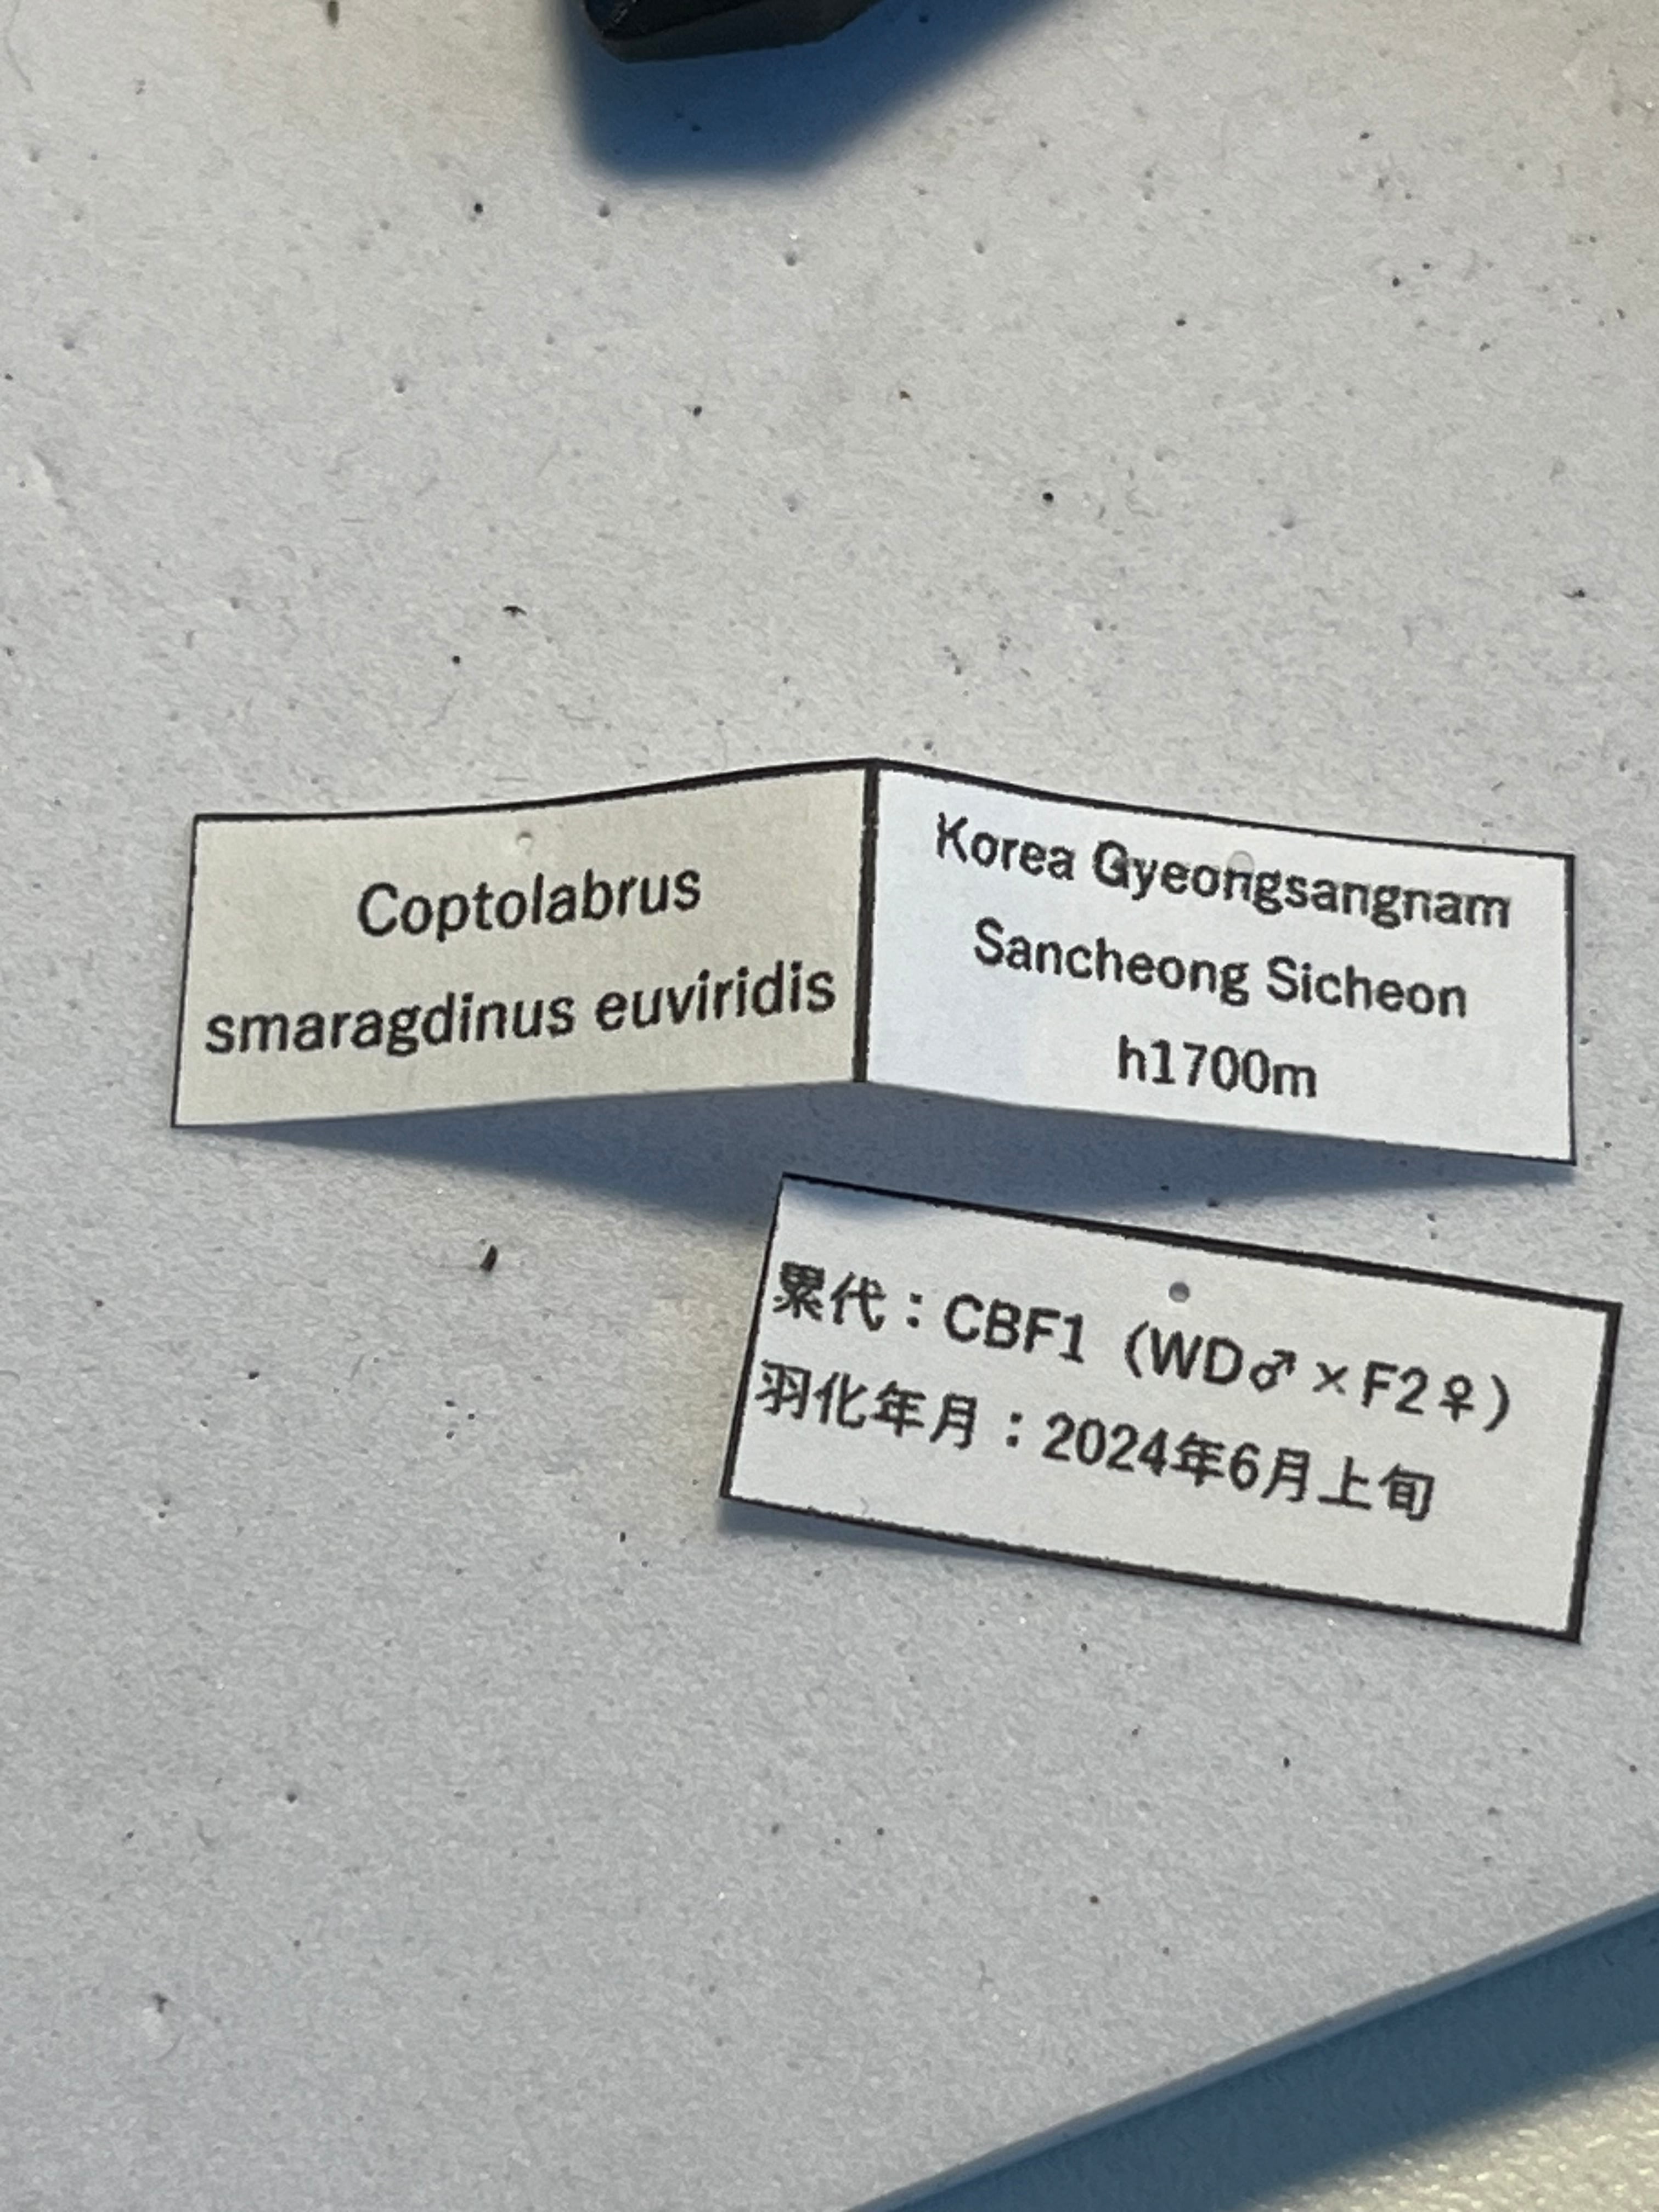 Coptolabrus
smaragdinus euviridis
Korea Gyeongsangnam
Sancheong Sicheon
h1700m
累代：CBF1（WD♂×F2♀）
羽化年月：2024年6月上旬